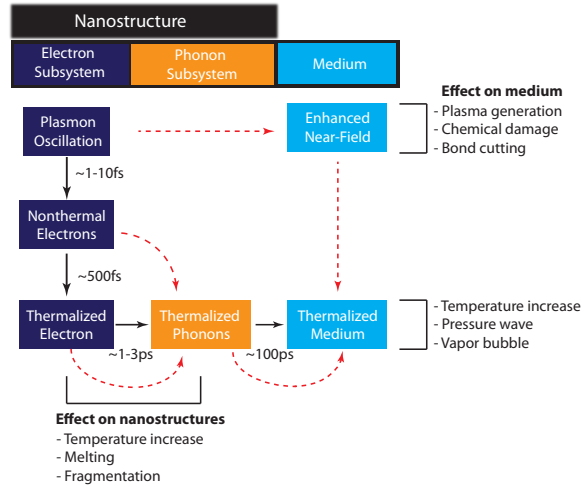 Nanostructure
Electron
Subsystem
Phonon
Subsystem
Medium
Plasmon
Oscillation
Enhanced
Near-Field
Effect on medium
- Plasma generation
- Chemical damage
- Bond cutting
~1-10fs
Nonthermal
Electrons
~500fs
Thermalized
Electron
Thermalized
Phonons
Thermalized
Medium
- Temperature increase
- Pressure wave
- Vapor bubble
~1-3ps
~100ps
Effect on nanostructures
- Temperature increase
- Melting
- Fragmentation